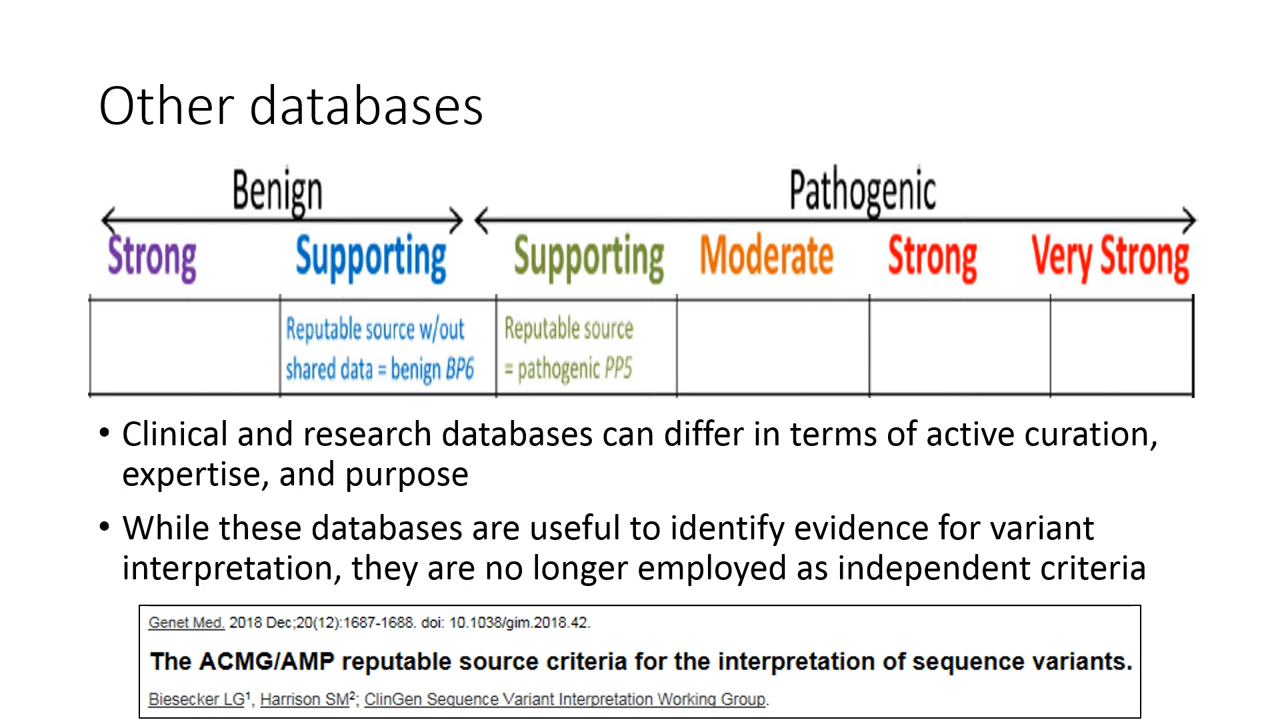 Other databases
Benign
Pathogenic
Strong Supporting Supporting Moderate Strong Very Strong
Reputable source w/out
shared data = benign BP6
Reputable source
= pathogenic PP5
• Clinical and research databases can differ in terms of active curation,
expertise, and purpose
• While these databases are useful to identify evidence for variant
interpretation, they are no longer employed as independent criteria
Genet Med. 2018 Dec;20(12):1687-1688. doi: 10.1038/gim.2018.42.
The ACMG/AMP reputable source criteria for the interpretation of sequence variants.
Biesecker LG¹, Harrison SM²; ClinGen Sequence Variant Interpretation Working Group.